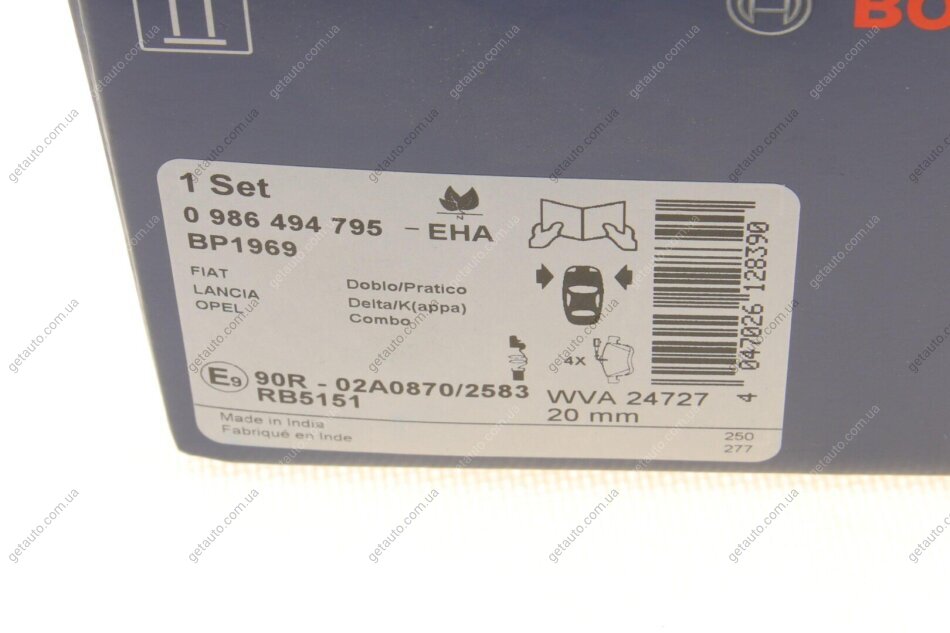 BO
1 Set
0 986 494 795 - EHA
BP1969
FIAT Doblo/Pratico
LANCIA Delta/K(appa)
OPEL Combo
4X
4 047026 128390
E9 90R - 02A0870/2583
RB5151
WVA 24727
20 mm
Made in India
Fabriqué en Inde
250
277
getauto.com.ua